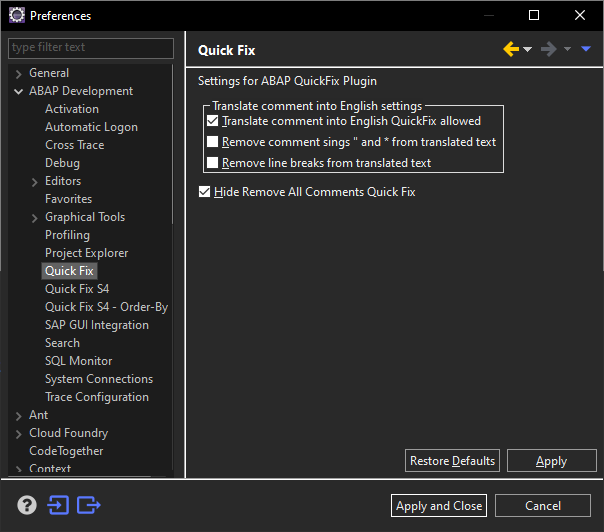 Preferences
type filter text
General
ABAP Development
Activation
Automatic Logon
Cross Trace
Debug
Editors
Favorites
Graphical Tools
Profiling
Project Explorer
Quick Fix
Quick Fix S4
Quick Fix S4 - Order-By
SAP GUI Integration
Search
SQL Monitor
System Connections
Trace Configuration
Ant
Cloud Foundry
CodeTogether
Context
Quick Fix
Settings for ABAP QuickFix Plugin
Translate comment into English settings
Translate comment into English QuickFix allowed
Remove comment sings " and * from translated text
Remove line breaks from translated text
Hide Remove All Comments Quick Fix
Restore Defaults
Apply
?
Apply and Close
Cancel